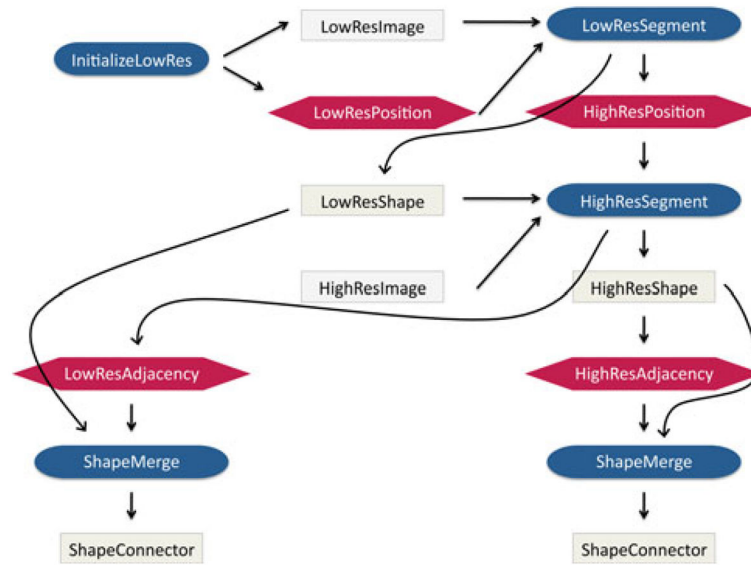 LowResImage
LowResSegment
InitializeLowRes
LowResPosition
HighResPosition
LowResShape
HighResSegment
HighResImage
HighResShape
LowResAdjacency
HighResAdjacency
ShapeMerge
ShapeMerge
ShapeConnector
ShapeConnector